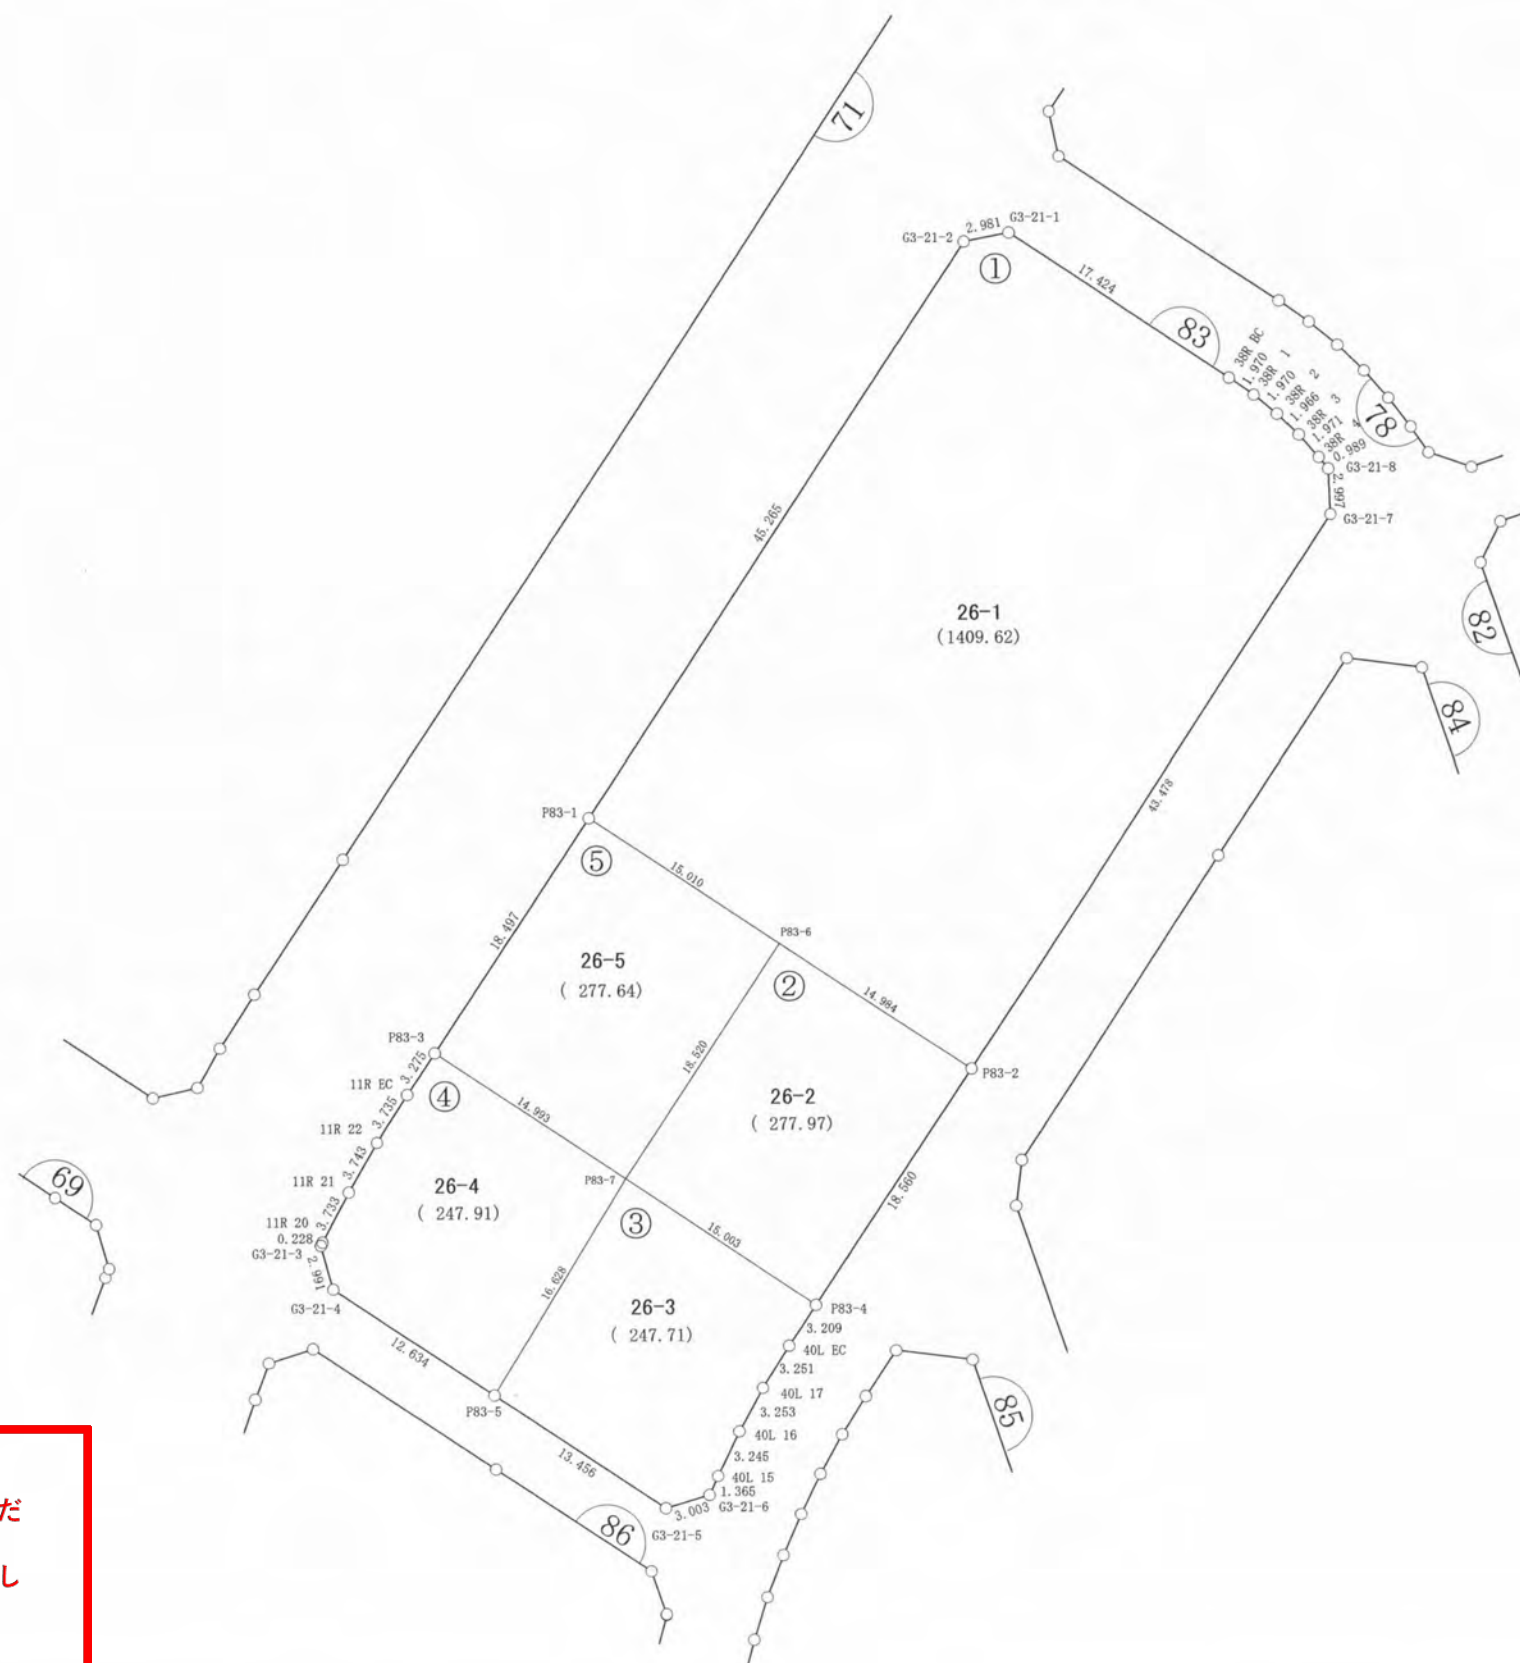 71
G3-21-2
2.981
G3-21-1
①
17.424
83
38R BC
1.970
38R 1
1.970
38R 2
1.966
38R 3
1.971
38R 4
0.989
78
G3-21-8
2.997
G3-21-7
45.265
26-1
(1409.62)
82
84
43.478
P83-1
⑤
15.010
P83-6
18.497
26-5
( 277.64)
②
14.984
P83-3
3.275
18.520
P83-2
11R EC
④
3.735
14.993
26-2
( 277.97)
11R 22
3.743
P83-7
11R 21
26-4
( 247.91)
18.560
3.733
③
15.003
11R 20
0.228
G3-21-3
2.991
69
16.628
G3-21-4
26-3
( 247.71)
P83-4
3.209
12.634
40L EC
3.251
40L 17
P83-5
3.253
40L 16
85
13.456
3.245
40L 15
1.365
3.003
G3-21-6
G3-21-5
86
だ
し